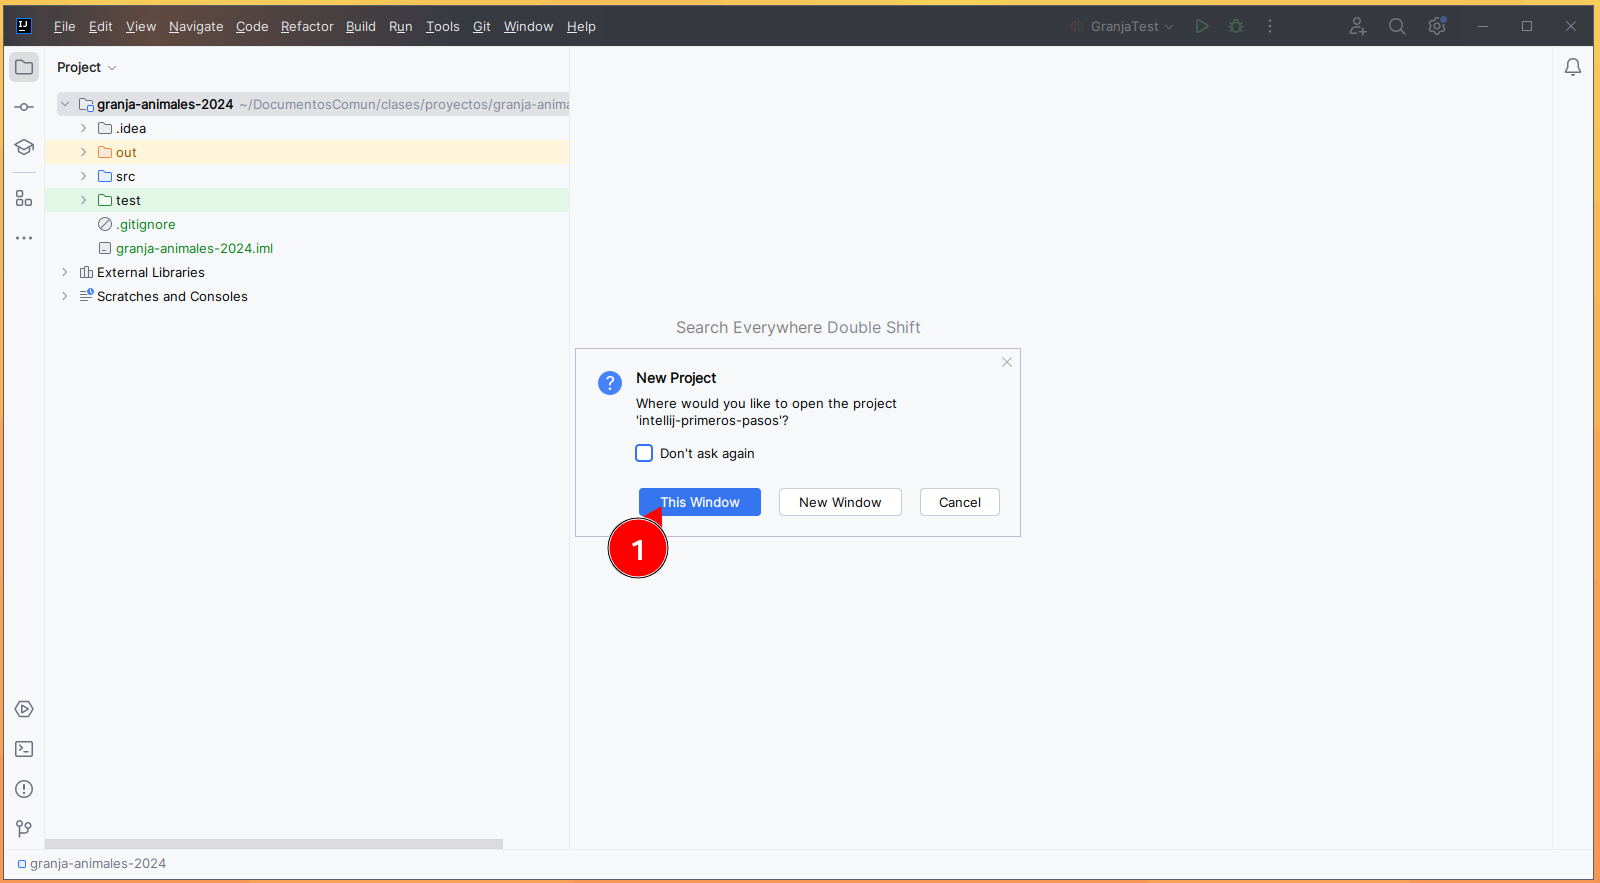 IJ File Edit View Navigate Code Refactor Build Run Tools Git Window Help GranjaTest
Project
granja-animales-2024 ~/DocumentosComun/clases/proyectos/granja-anima
.idea
out
src
test
.gitignore
granja-animales-2024.iml
External Libraries
Scratches and Consoles
Search Everywhere Double Shift
? New Project
Where would you like to open the project
'intellij-primeros-pasos'?
Don't ask again
This Window New Window Cancel
1
granja-animales-2024